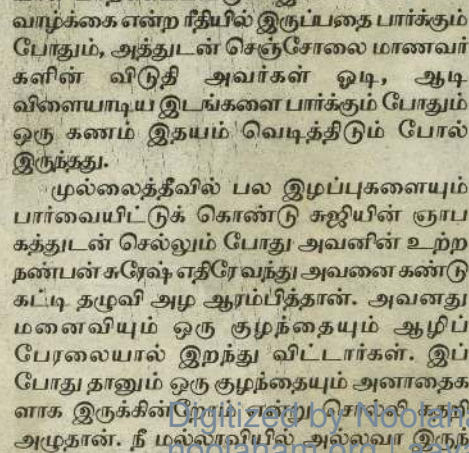 வாழ்க்கை என்ற ரீதியில் இருப்பதை பார்க்கும்
போதும், அத்துடன் செஞ்சோலை மாணவர்
களின் விடுதி அவர்கள் ஓடி, ஆடி
விளையாடிய இடங்களை பார்க்கும் போதும்
ஒரு கணம் இதயம் வெடித்திடும் போல்
இருந்தது.
முல்லைத்தீவில் பல இழப்புகளையும்
பார்வையிட்டுக் கொண்டு சுஜியின் ஞாப
கத்துடன் செல்லும் போது அவனின் உற்ற
நண்பன் சுரேஷ் எதிரே வந்து அவனை கண்டு
கட்டி தழுவி அழ ஆரம்பித்தான். அவனது
மனைவியும் ஒரு குழந்தையும் ஆழிப்
பேரலையால் இறந்து விட்டார்கள். இப்
போது தானும் ஒரு குழந்தையும் அனாதைக
ளாக இருக்கின்றோம் என்று சொல்லி கதறி
அழுதான். நீ மல்லாவியில் அல்லவா இருந்
Digitized by Noolaha
noolaham.org